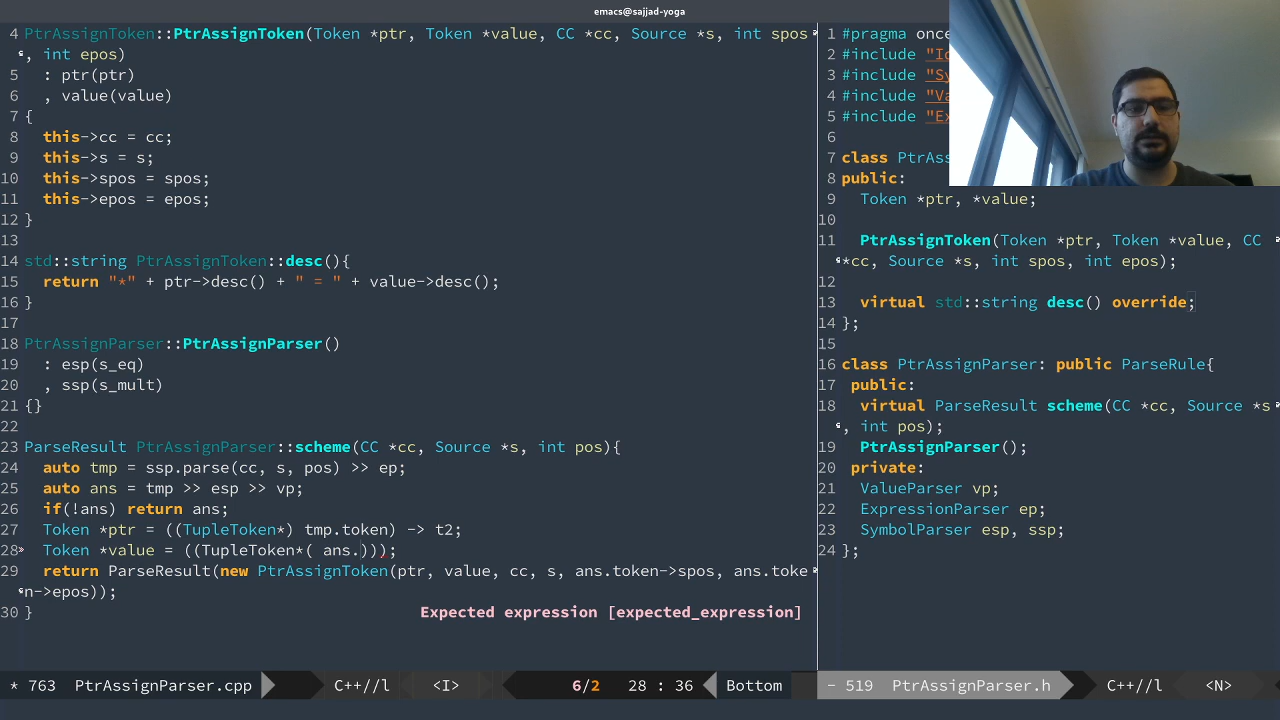 emacs@sajjad-yoga
4 PtrAssignToken::PtrAssignToken(Token *ptr, Token *value, CC *cc, Source *s, int spos
, int epos)
5 : ptr(ptr)
6 , value(value)
7 {
8 this->cc = cc;
9 this->s = s;
10 this->spos = spos;
11 this->epos = epos;
12 }
13
14 std::string PtrAssignToken::desc(){
15 return "*" + ptr->desc() + " = " + value->desc();
16 }
17
18 PtrAssignParser::PtrAssignParser()
19 : esp(s_eq)
20 , ssp(s_mult)
21 {}
22
23 ParseResult PtrAssignParser::scheme(CC *cc, Source *s, int pos){
24 auto tmp = ssp.parse(cc, s, pos) >> ep;
25 auto ans = tmp >> esp >> vp;
26 if(!ans) return ans;
27 Token *ptr = ((TupleToken*) tmp.token) -> t2;
28 Token *value = ((TupleToken*( ans.)));
29 return ParseResult(new PtrAssignToken(ptr, value, cc, s, ans.token->spos, ans.toke
n->epos));
30 } Expected expression [expected_expression]
* 763 PtrAssignParser.cpp C++//l <I> 6/2 28 : 36 Bottom
1 #pragma once
2 #include
3 #include
4 #include
5 #include
6
7 class
8 public:
9 Token *ptr, *value;
10
11 PtrAssignToken(Token *ptr, Token *value, CC
*cc, Source *s, int spos, int epos);
12
13 virtual std::string desc() override;
14 };
15
16 class PtrAssignParser: public ParseRule{
17 public:
18 virtual ParseResult scheme(CC *cc, Source *s
, int pos);
19 PtrAssignParser();
20 private:
21 ValueParser vp;
22 ExpressionParser ep;
23 SymbolParser esp, ssp;
24 };
- 519 PtrAssignParser.h C++//l <N>